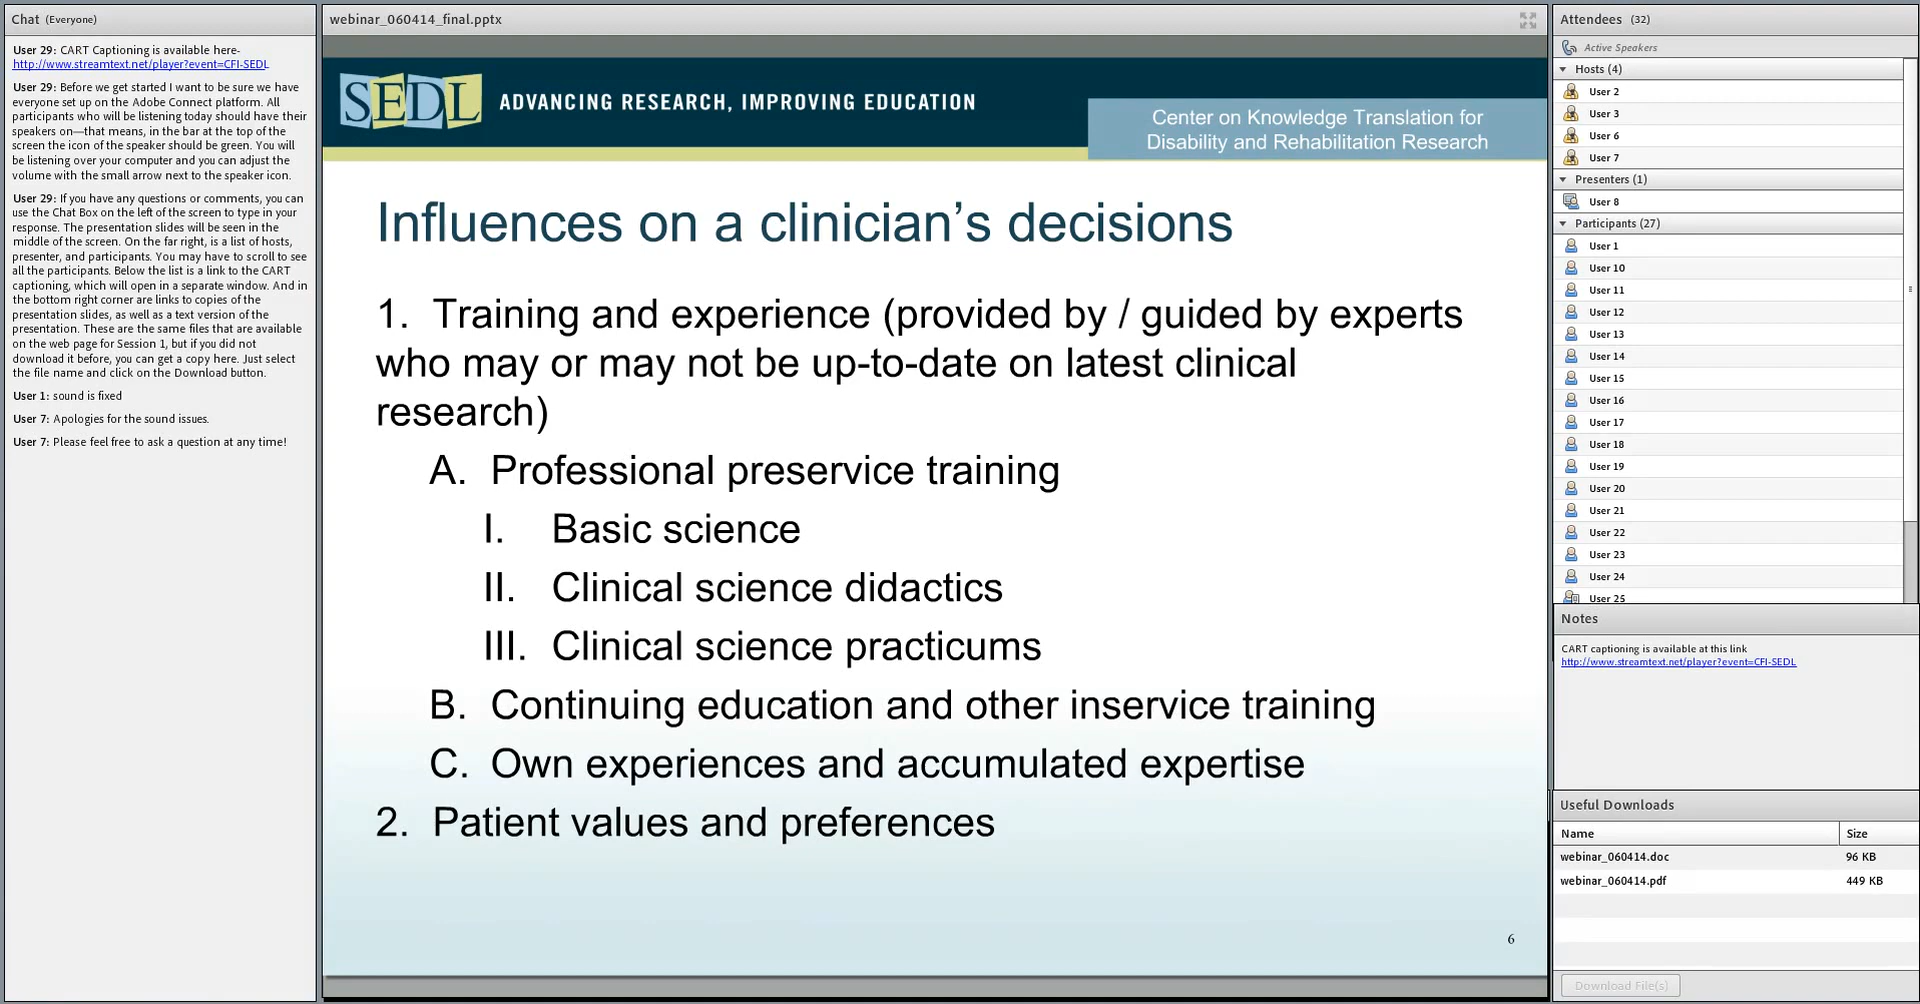 Chat (Everyone)
User 29: CART Captioning is available here-
http://www.streamtext.net/player?event=CFI-SEDL
User 29: Before we get started I want to be sure we have
everyone set up on the Adobe Connect platform. All
participants who will be listening today should have their
speakers on—that means, in the bar at the top of the
screen the icon of the speaker should be green. You will
be listening over your computer and you can adjust the
volume with the small arrow next to the speaker icon.
User 29: If you have any questions or comments, you can
use the Chat Box on the left of the screen to type in your
response. The presentation slides will be seen in the
middle of the screen. On the far right, is a list of hosts,
presenter, and participants. You may have to scroll to see
all the participants. Below the list is a link to the CART
captioning, which will open in a separate window. And in
the bottom right corner are links to copies of the
presentation slides, as well as a text version of the
presentation. These are the same files that are available
on the web page for Session 1, but if you did not
download it before, you can get a copy here. Just select
the file name and click on the Download button.
User 1: sound is fixed
User 7: Apologies for the sound issues.
User 7: Please feel free to ask a question at any time!
webinar_060414_final.pptx
SEDL ADVANCING RESEARCH, IMPROVING EDUCATION
Center on Knowledge Translation for
Disability and Rehabilitation Research
Influences on a clinician’s decisions
1. Training and experience (provided by / guided by experts
who may or may not be up-to-date on latest clinical
research)
A. Professional preservice training
I. Basic science
II. Clinical science didactics
III. Clinical science practicums
B. Continuing education and other inservice training
C. Own experiences and accumulated expertise
2. Patient values and preferences
6
Attendees (32)
Active Speakers
Hosts (4)
User 2
User 3
User 6
User 7
Presenters (1)
User 8
Participants (27)
User 1
User 10
User 11
User 12
User 13
User 14
User 15
User 16
User 17
User 18
User 19
User 20
User 21
User 22
User 23
User 24
User 25
Notes
CART captioning is available at this link
http://www.streamtext.net/player?event=CFI-SEDL
Useful Downloads
Name Size
webinar_060414.doc 96 KB
webinar_060414.pdf 449 KB
Download File(s)